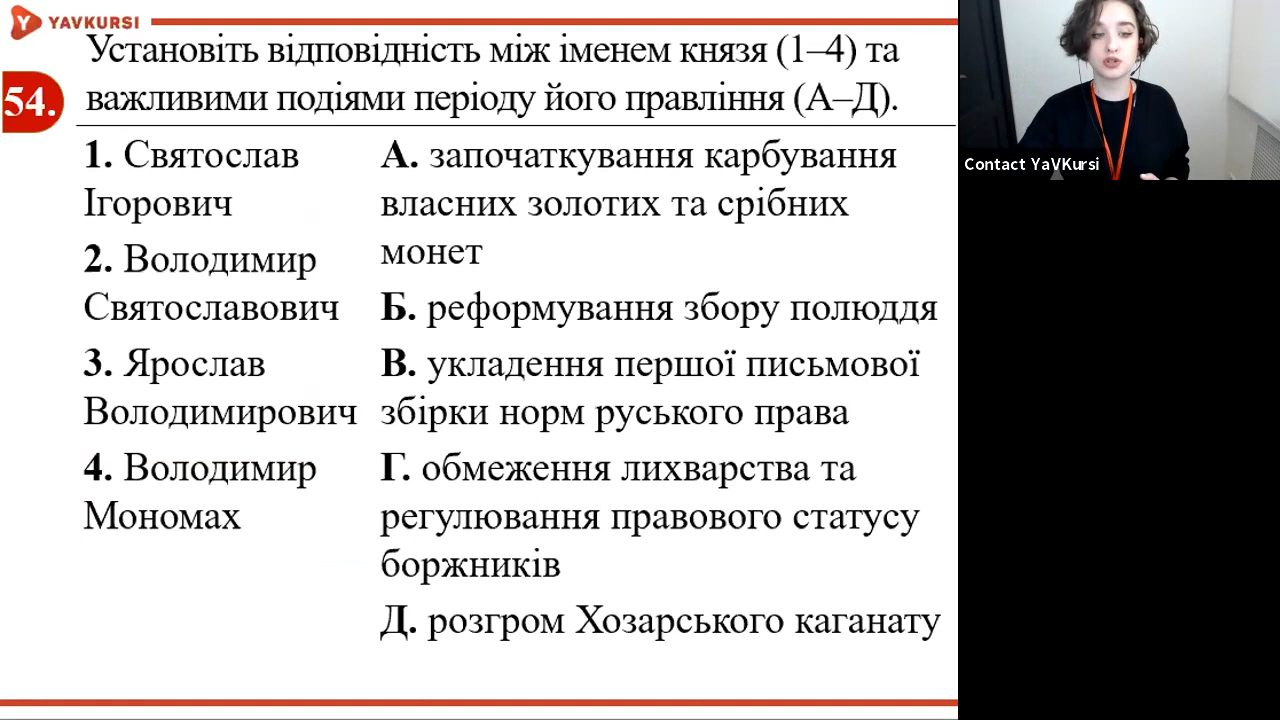 YAVKURSI
Установіть відповідність між іменем князя (1–4) та
54.
важливими подіями періоду його правління (А–Д).
1. Святослав
Ігорович
2. Володимир
Святославович
3. Ярослав
Володимирович
4. Володимир
Мономах
А. започаткування карбування
власних золотих та срібних
монет
Б. реформування збору полюддя
В. укладення першої письмової
збірки норм руського права
Г. обмеження лихварства та
регулювання правового статусу
боржників
Д. розгром Хозарського каганату
Contact YaVKursi